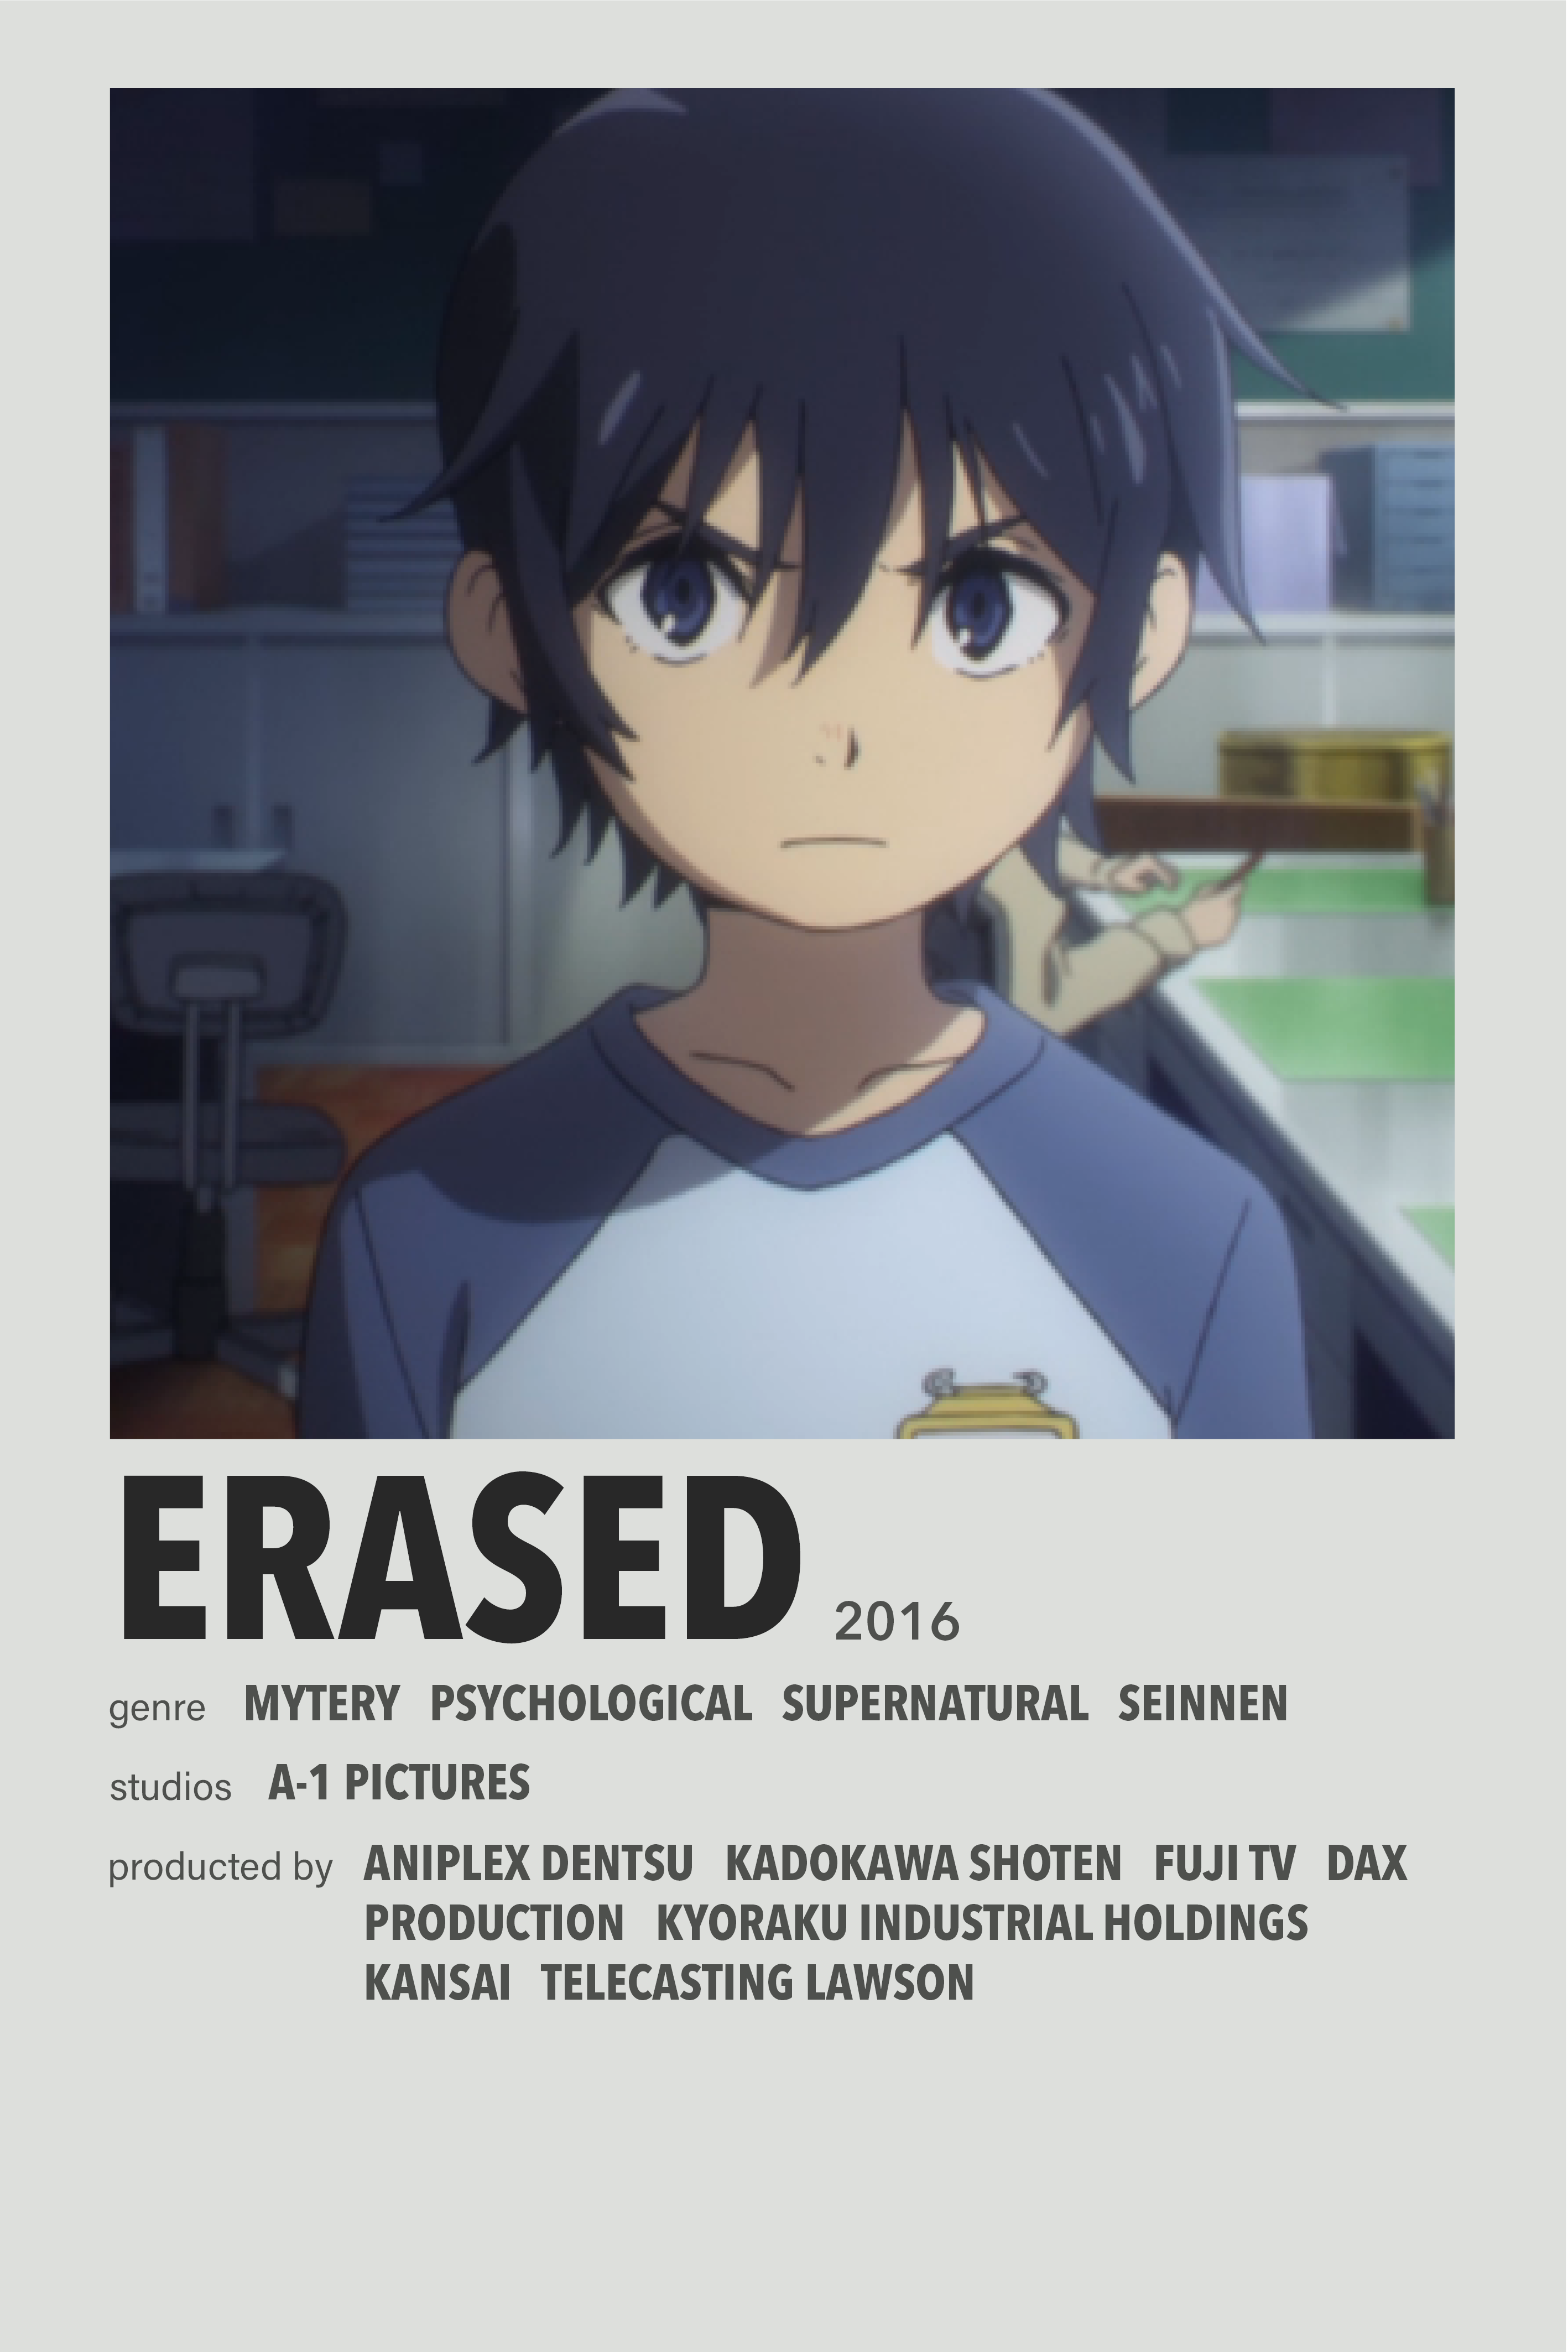 ERASED 2016
genre MYTERY PSYCHOLOGICAL SUPERNATURAL SEINNEN
studios A-1 PICTURES
producted by ANIPLEX DENTSU KADOKAWA SHOTEN FUJI TV DAX
PRODUCTION KYORAKU INDUSTRIAL HOLDINGS
KANSAI TELECASTING LAWSON